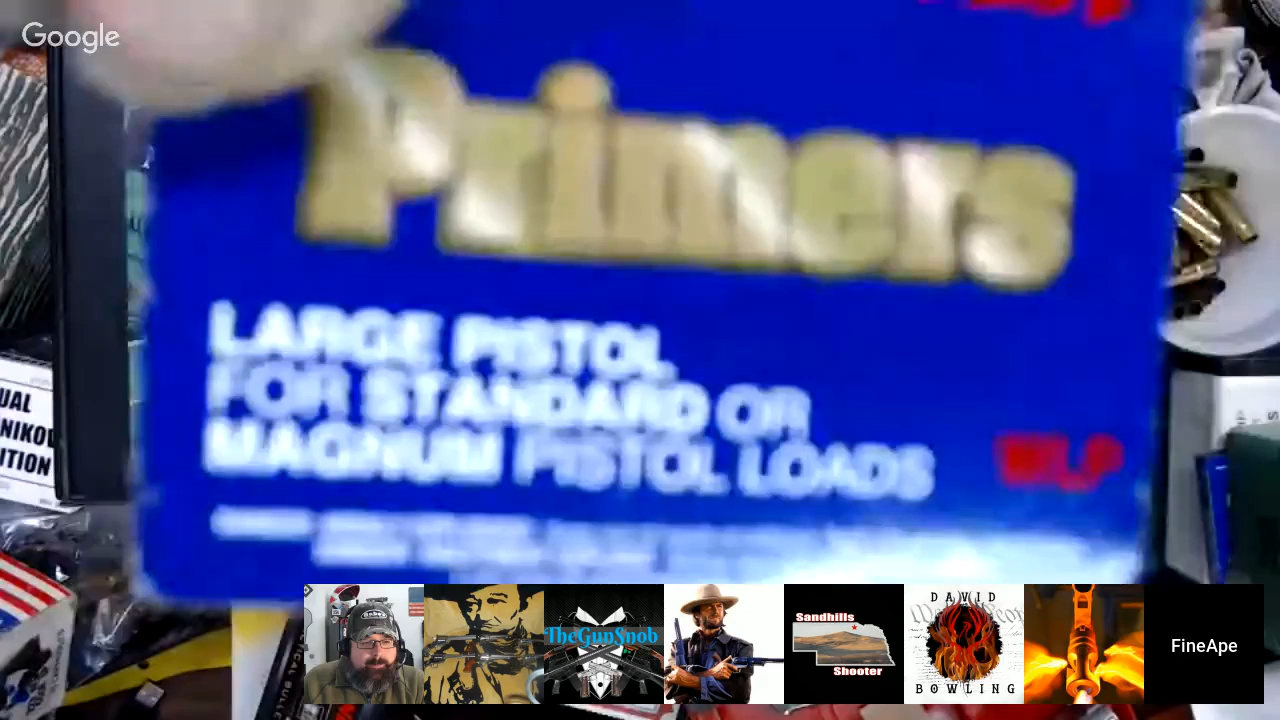 Google
Primers
LARGE PISTOL
FOR STANDARD OR
MAGNUM PISTOL LOADS
WLP
UAL
NIKOV
ITION
TheGunSnob
Sandhills
Shooter
DAVID
BOWLING
FineApe